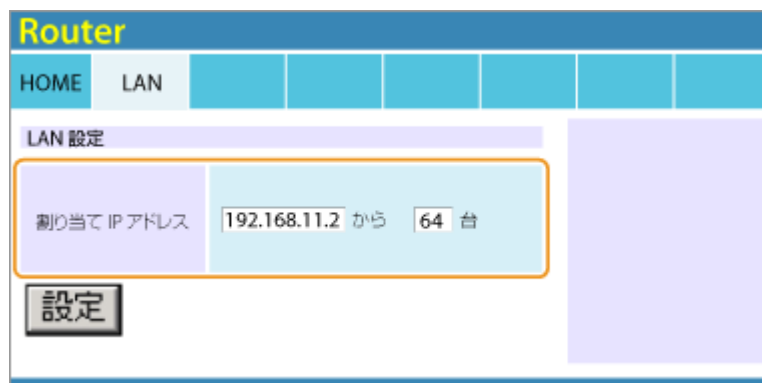 Router
HOME LAN
LAN 設定
割り当て IP アドレス 192.168.11.2 から 64 台
設定